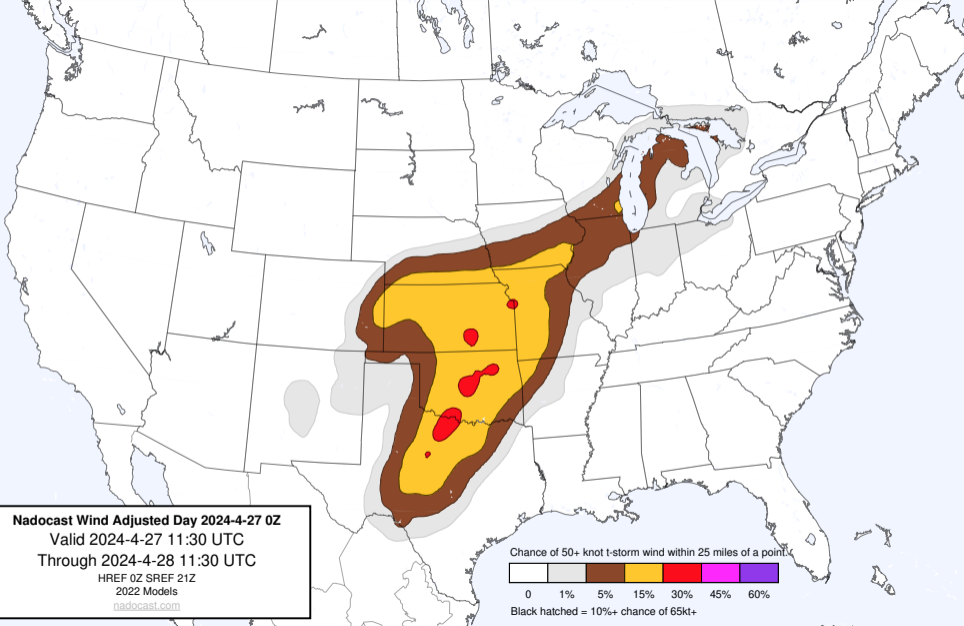 Nadocast Wind Adjusted Day 2024-4-27 0Z
Valid 2024-4-27 11:30 UTC
Through 2024-4-28 11:30 UTC
HREF 0Z SREF 21Z
2022 Models
nadocast.com
Chance of 50+ knot t-storm wind within 25 miles of a point.
0 1% 5% 15% 30% 45% 60%
Black hatched = 10%+ chance of 65kt+